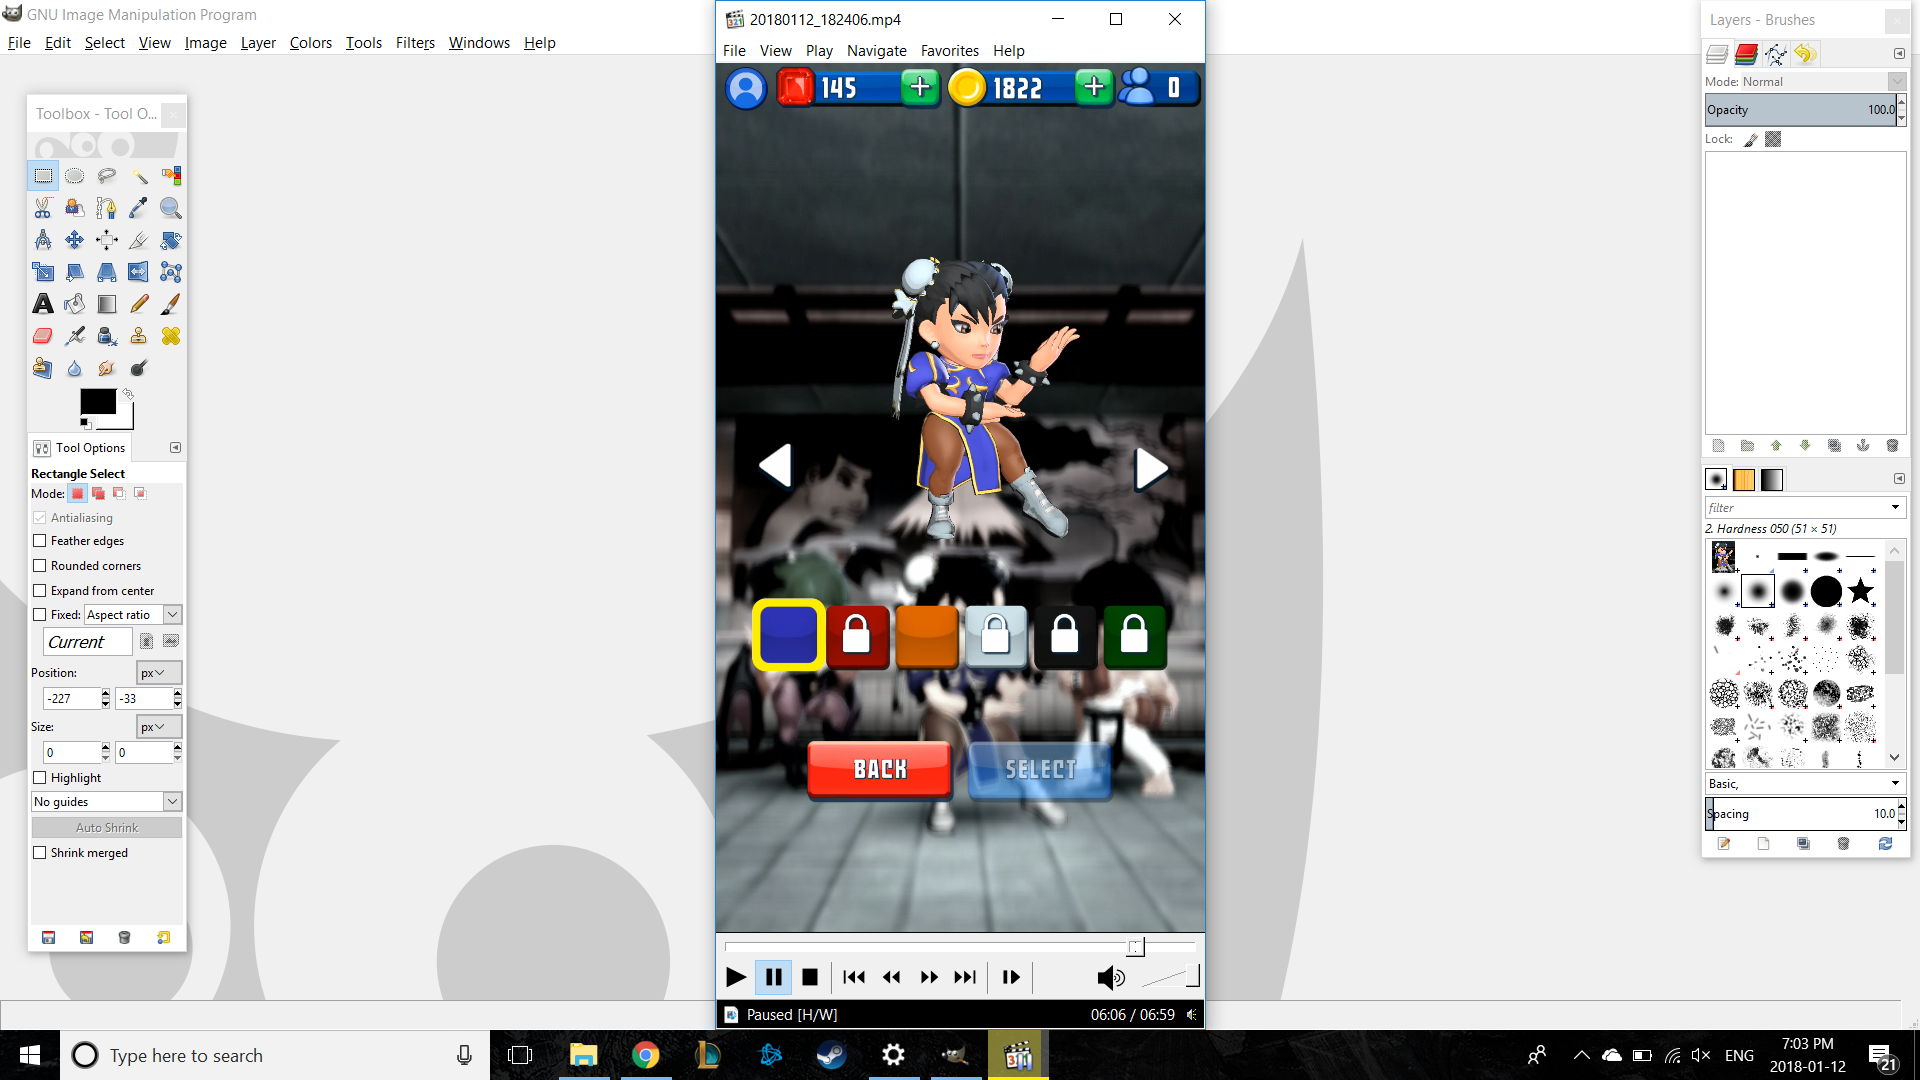 GNU Image Manipulation Program
File Edit Select View Image Layer Colors Tools Filters Windows Help
Toolbox - Tool O...
Tool Options
Rectangle Select
Mode:
Antialiasing
Feather edges
Rounded corners
Expand from center
Fixed: Aspect ratio
Current
Position: px
-227 -33
Size: px
0 0
Highlight
No guides
Auto Shrink
Shrink merged
20180112_182406.mp4
File View Play Navigate Favorites Help
145 1822 0
BACK SELECT
Paused [H/W] 06:06 / 06:59
Layers - Brushes
Mode: Normal
Opacity 100.0
Lock:
filter
2. Hardness 050 (51 × 51)
Basic,
Spacing 10.0
Type here to search
ENG
7:03 PM
2018-01-12
21